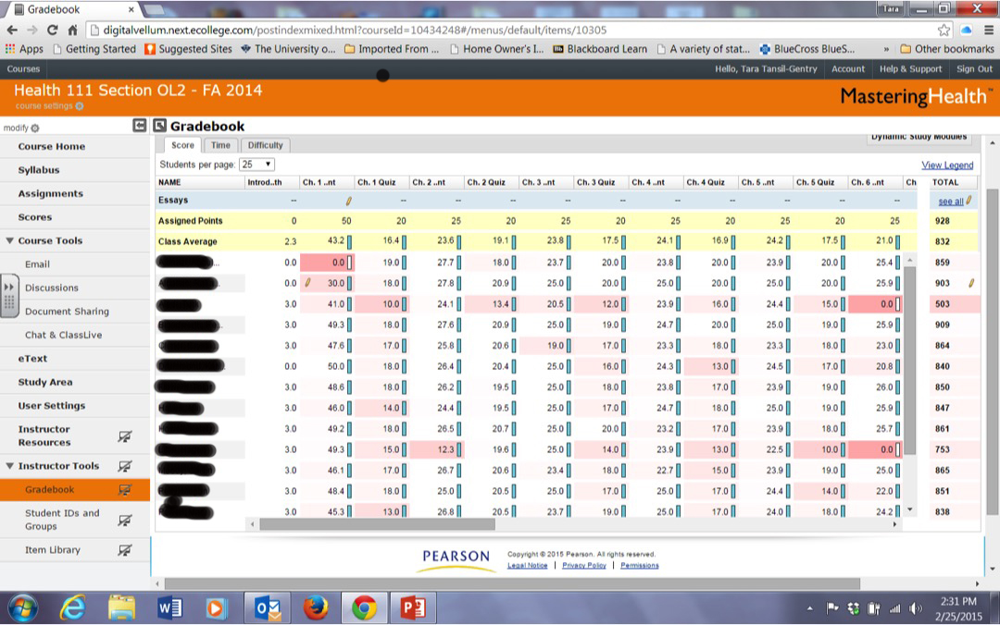 Gradebook
Tara
digitalvellum.next.ecollege.com/postindexmixed.html?courseId=10434248#/menus/default/items/10305
Apps Getting Started Suggested Sites The University o... Imported From ... Home Owner's I... Blackboard Learn A variety of stat... BlueCross BlueS... » Other bookmarks
Courses Hello, Tara Tansil-Gentry Account Help & Support Sign Out
Health 111 Section OL2 - FA 2014
course settings
MasteringHealth™
modify
Course Home
Syllabus
Assignments
Scores
Course Tools
Email
Discussions
Document Sharing
Chat & ClassLive
eText
Study Area
User Settings
Instructor
Resources
Instructor Tools
Gradebook
Student IDs and
Groups
Item Library
Gradebook
Dynamic Study Modules
Score Time Difficulty
Students per page: 25
View Legend
NAME Introd..th Ch. 1 ..nt Ch. 1 Quiz Ch. 2 ..nt Ch. 2 Quiz Ch. 3 ..nt Ch. 3 Quiz Ch. 4 ..nt Ch. 4 Quiz Ch. 5 ..nt Ch. 5 Quiz Ch. 6 ..nt Ch TOTAL
Essays -- -- -- -- -- -- -- -- -- -- -- see all
Assigned Points 0 50 20 25 20 25 20 25 20 25 20 25 928
Class Average 2.3 43.2 16.4 23.6 19.1 23.8 17.5 24.1 16.9 24.2 17.5 21.0 832
0.0 0.0 19.0 27.7 18.0 23.7 20.0 23.8 20.0 23.9 20.0 25.4 859
0.0 30.0 18.0 27.8 20.9 25.0 20.0 25.0 20.0 25.0 20.0 25.9 903
3.0 41.0 10.0 24.1 13.4 20.5 12.0 23.9 16.0 24.4 15.0 0.0 503
3.0 49.3 18.0 27.6 20.9 25.0 19.0 24.7 20.0 25.0 19.0 25.9 909
3.0 47.6 17.0 25.8 20.6 19.0 17.0 23.3 18.0 23.3 18.0 23.0 864
0.0 50.0 18.0 26.4 20.4 25.0 16.0 24.3 13.0 24.5 17.0 20.8 840
3.0 48.6 18.0 26.2 19.5 25.0 18.0 23.8 17.0 23.9 19.0 26.0 850
3.0 46.0 14.0 24.4 19.5 25.0 17.0 24.7 18.0 25.0 19.0 25.9 847
3.0 49.2 18.0 26.5 20.7 25.0 20.0 23.2 17.0 23.9 18.0 25.7 861
3.0 49.3 15.0 12.3 19.6 25.0 14.0 23.9 13.0 22.5 10.0 0.0 753
3.0 46.1 17.0 26.7 20.6 23.4 18.0 22.7 15.0 23.9 19.0 25.0 865
3.0 48.4 18.0 25.0 20.5 25.0 17.0 25.0 17.0 24.4 14.0 22.0 851
3.0 45.3 13.0 26.8 20.5 23.7 19.0 25.0 17.0 24.0 18.0 24.2 838
PEARSON
Copyright © 2015 Pearson. All rights reserved.
Legal Notice | Privacy Policy | Permissions
2:31 PM
2/25/2015